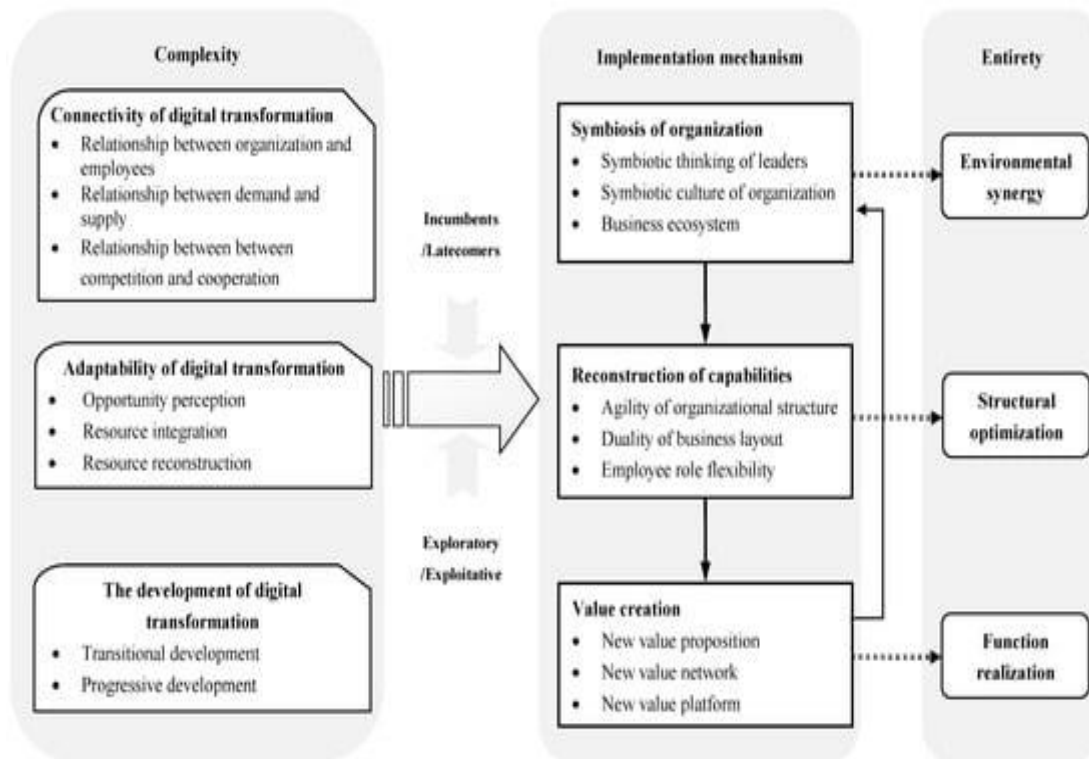 Complexity
Connectivity of digital transformation
• Relationship between organization and
employees
• Relationship between demand and
supply
• Relationship between between
competition and cooperation
Adaptability of digital transformation
• Opportunity perception
• Resource integration
• Resource reconstruction
The development of digital
transformation
• Transitional development
• Progressive development
Incumbents
/Latecomers
Exploratory
/Exploitative
Implementation mechanism
Symbiosis of organization
• Symbiotic thinking of leaders
• Symbiotic culture of organization
• Business ecosystem
Reconstruction of capabilities
• Agility of organizational structure
• Duality of business layout
• Employee role flexibility
Value creation
• New value proposition
• New value network
• New value platform
Entirety
Environmental
synergy
Structural
optimization
Function
realization